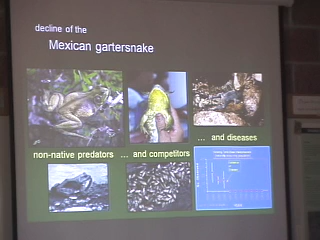 decline of the
Mexican gartersnake
... and diseases
non-native predators ... and competitors